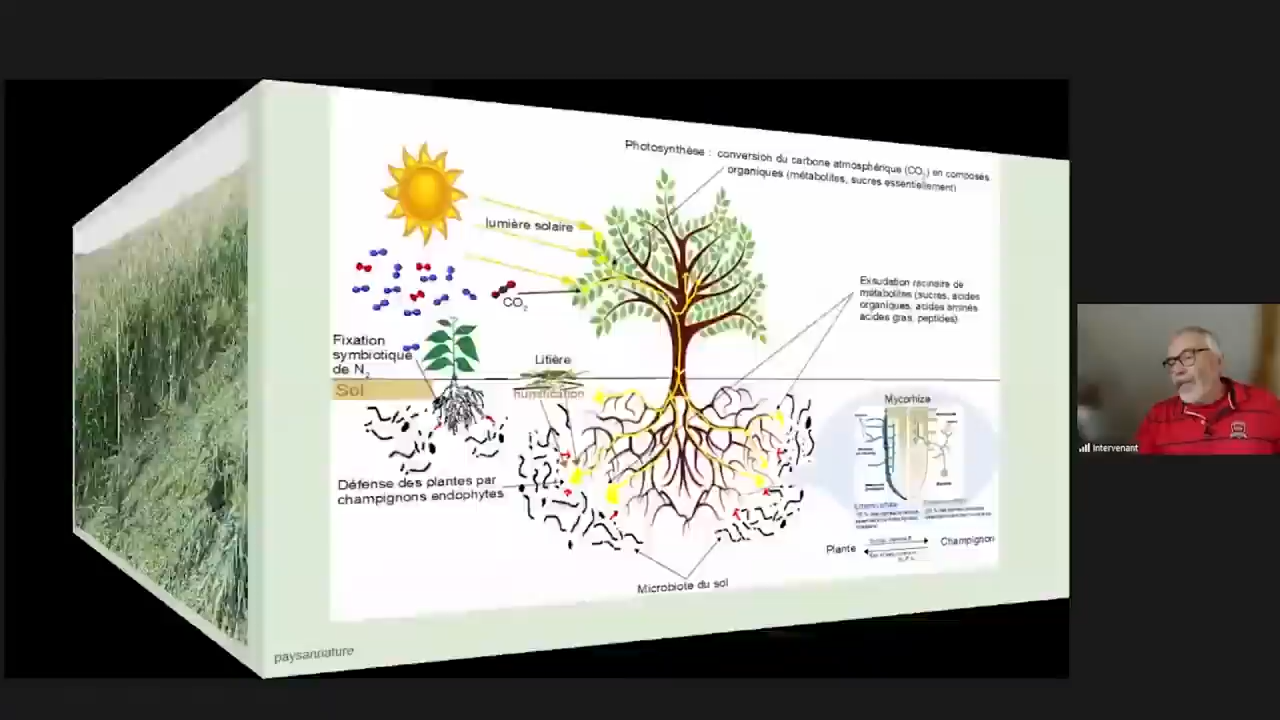 Photosynthèse : conversion du carbone atmosphérique (CO2) en composés
organiques (métabolites, sucres essentiellement)
lumière solaire
CO2
Exsudation racinaire de
métabolites (sucres, acides
organiques, acides aminés
acides gras, peptides)
Fixation
symbiotique
de N2
Litière
Sol
humification
Mycorhize
Défense des plantes par
champignons endophytes
Plante
Champignon
Microbiote du sol
paysannature
Intervenant